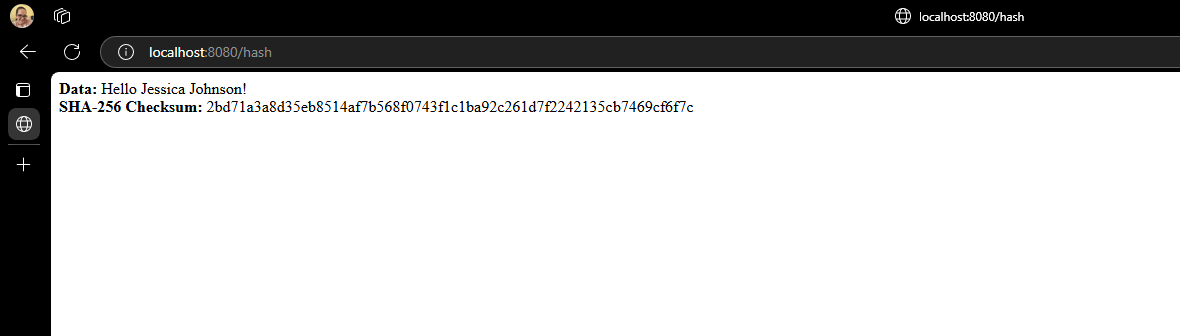 localhost:8080/hash
localhost:8080/hash
Data: Hello Jessica Johnson!
SHA-256 Checksum: 2bd71a3a8d35eb8514af7b568f0743f1c1ba92c261d7f2242135cb7469cf6f7c